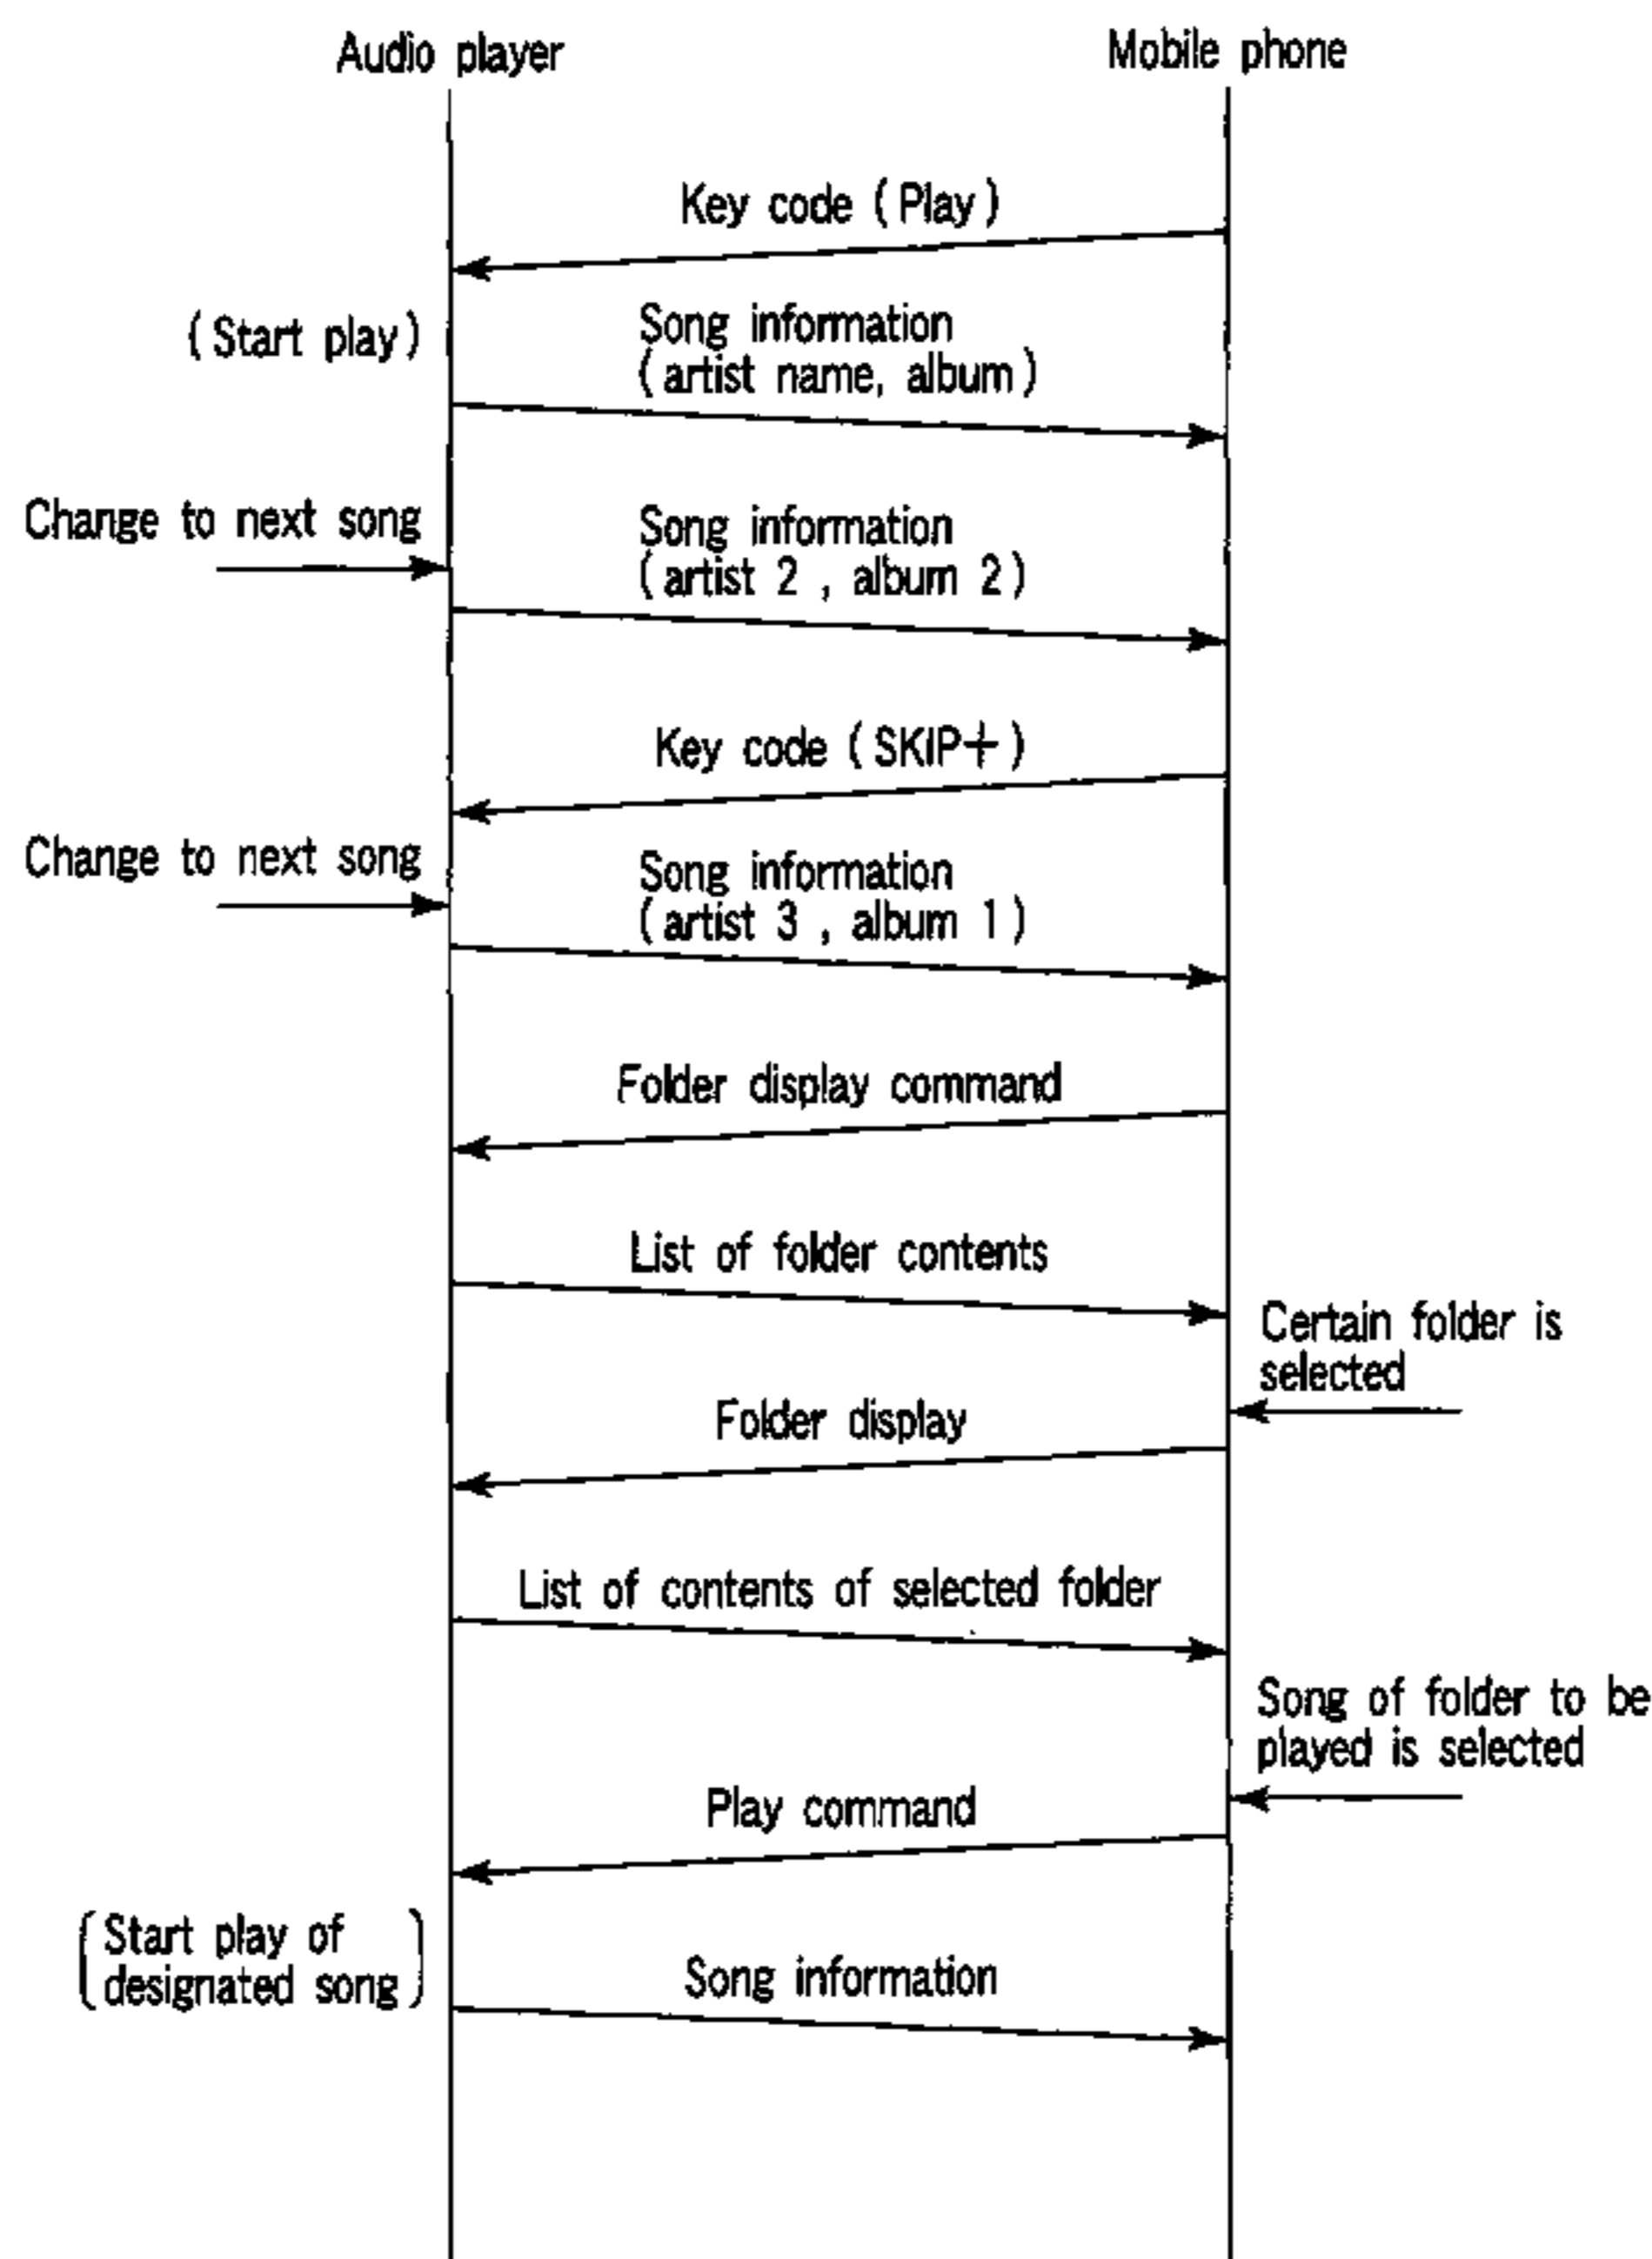 Audio player
Mobile phone
Key code (Play)
(Start play)
Song information
(artist name, album)
Change to next song
Song information
(artist 2 , album 2)
Key code (SKIP+)
Change to next song
Song information
(artist 3 , album 1)
Folder display command
List of folder contents
Certain folder is
selected
Folder display
List of contents of selected folder
Song of folder to be
played is selected
Play command
(Start play of
designated song)
Song information